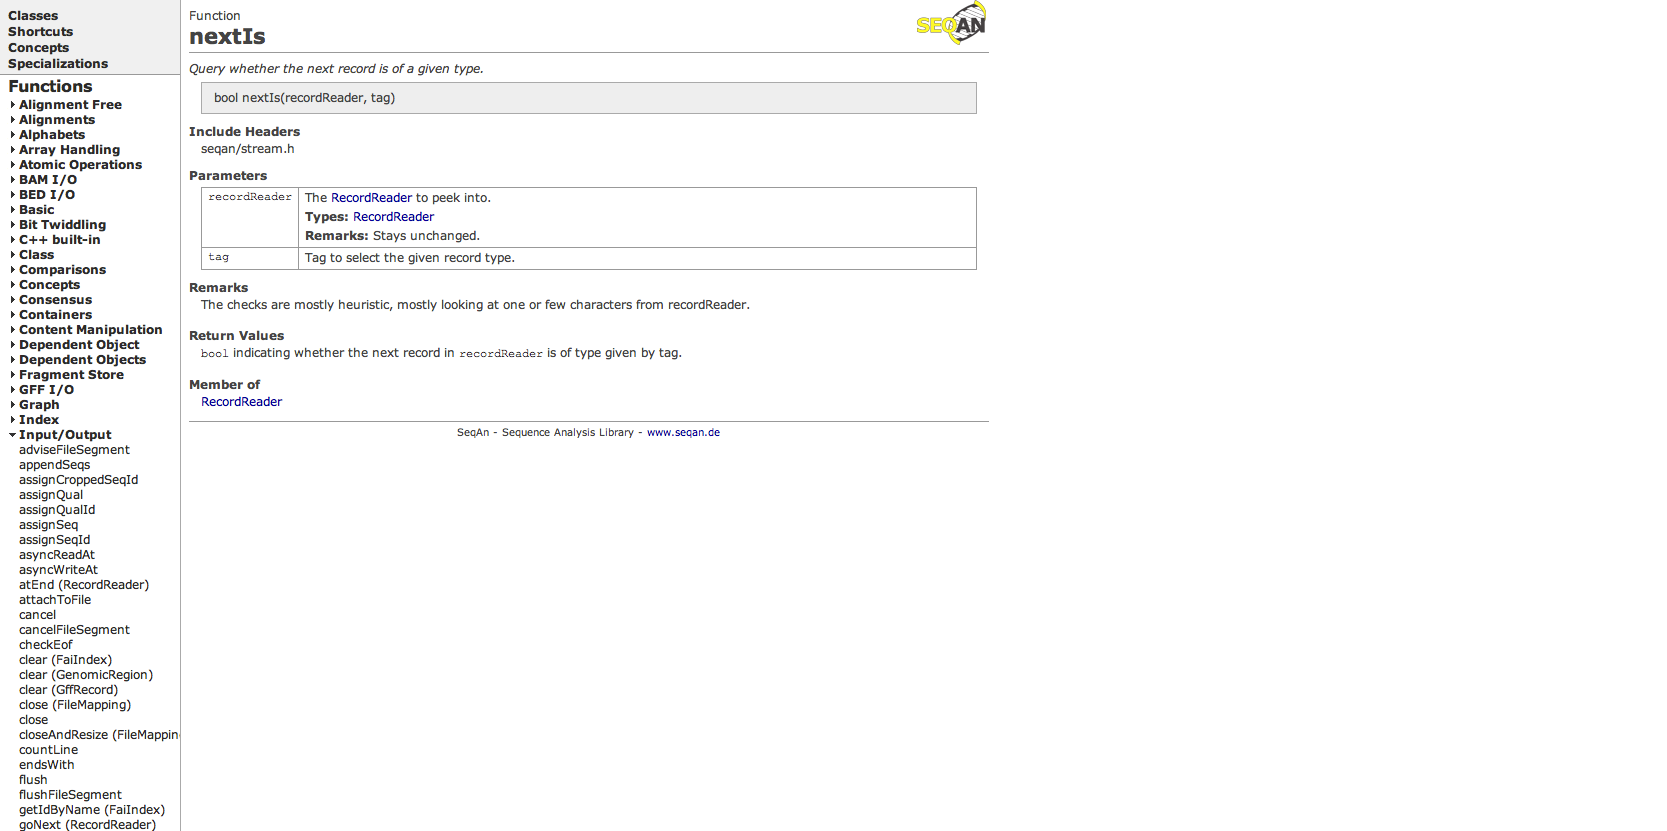 Classes
Shortcuts
Concepts
Specializations
Functions
Alignment Free
Alignments
Alphabets
Array Handling
Atomic Operations
BAM I/O
BED I/O
Basic
Bit Twiddling
C++ built-in
Class
Comparisons
Concepts
Consensus
Containers
Content Manipulation
Dependent Object
Dependent Objects
Fragment Store
GFF I/O
Graph
Index
Input/Output
adviseFileSegment
appendSeqs
assignCroppedSeqId
assignQual
assignQualId
assignSeq
assignSeqId
asyncReadAt
asyncWriteAt
atEnd (RecordReader)
attachToFile
cancel
cancelFileSegment
checkEof
clear (FaiIndex)
clear (GenomicRegion)
clear (GffRecord)
close (FileMapping)
close
closeAndResize (FileMappin
countLine
endsWith
flush
flushFileSegment
getIdByName (FaiIndex)
goNext (RecordReader)
Function
nextIs
SEQAN
Query whether the next record is of a given type.
bool nextIs(recordReader, tag)
Include Headers
seqan/stream.h
Parameters
recordReader The RecordReader to peek into.
Types: RecordReader
Remarks: Stays unchanged.
tag Tag to select the given record type.
Remarks
The checks are mostly heuristic, mostly looking at one or few characters from recordReader.
Return Values
bool indicating whether the next record in recordReader is of type given by tag.
Member of
RecordReader
SeqAn - Sequence Analysis Library - www.seqan.de